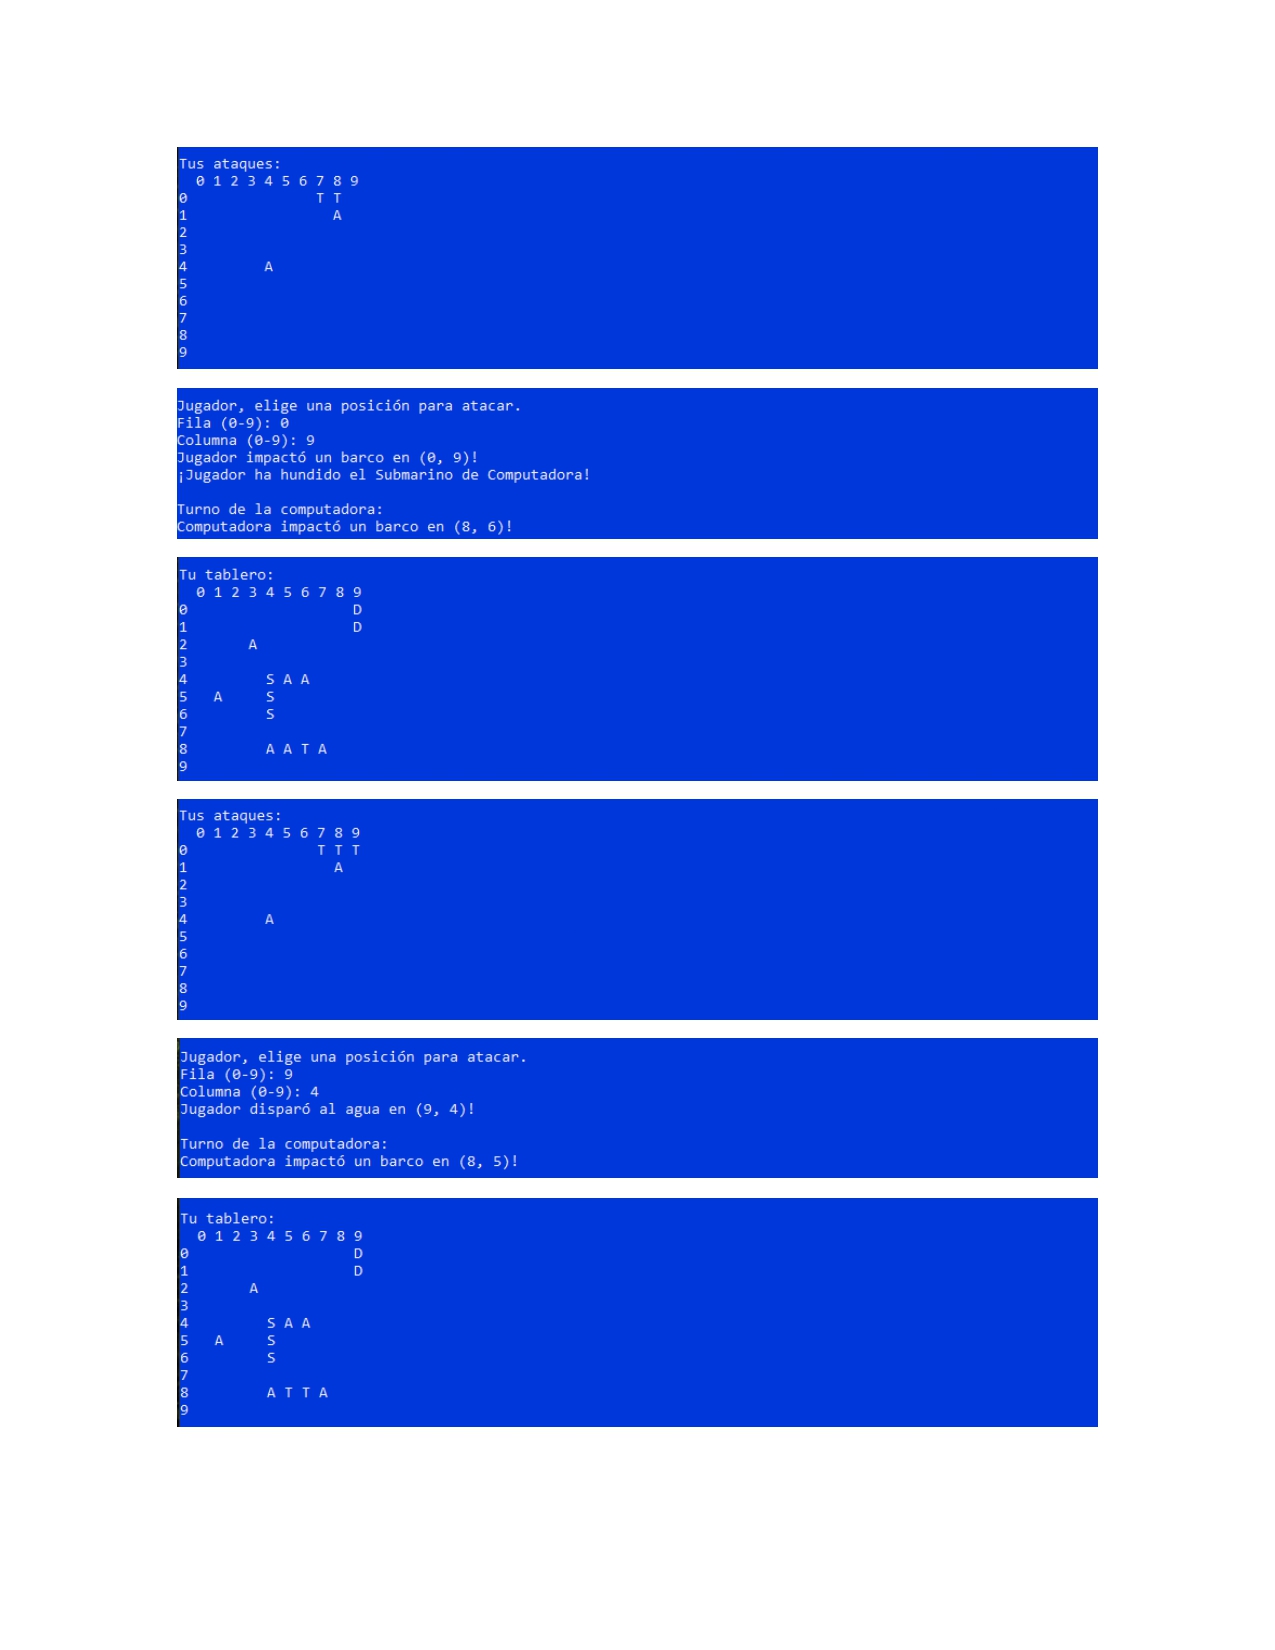 Tus ataques:
  0 1 2 3 4 5 6 7 8 9
0               T T
1                 A
2
3
4         A
5
6
7
8
9
Jugador, elige una posición para atacar.
Fila (0-9): 0
Columna (0-9): 9
Jugador impactó un barco en (0, 9)!
¡Jugador ha hundido el Submarino de Computadora!
Turno de la computadora:
Computadora impactó un barco en (8, 6)!
Tu tablero:
  0 1 2 3 4 5 6 7 8 9
0                   D
1                   D
2       A
3
4         S A A
5   A     S
6         S
7
8         A A T A
9
Tus ataques:
  0 1 2 3 4 5 6 7 8 9
0               T T T
1                 A
2
3
4         A
5
6
7
8
9
Jugador, elige una posición para atacar.
Fila (0-9): 9
Columna (0-9): 4
Jugador disparó al agua en (9, 4)!
Turno de la computadora:
Computadora impactó un barco en (8, 5)!
Tu tablero:
  0 1 2 3 4 5 6 7 8 9
0                   D
1                   D
2       A
3
4         S A A
5   A     S
6         S
7
8         A T T A
9